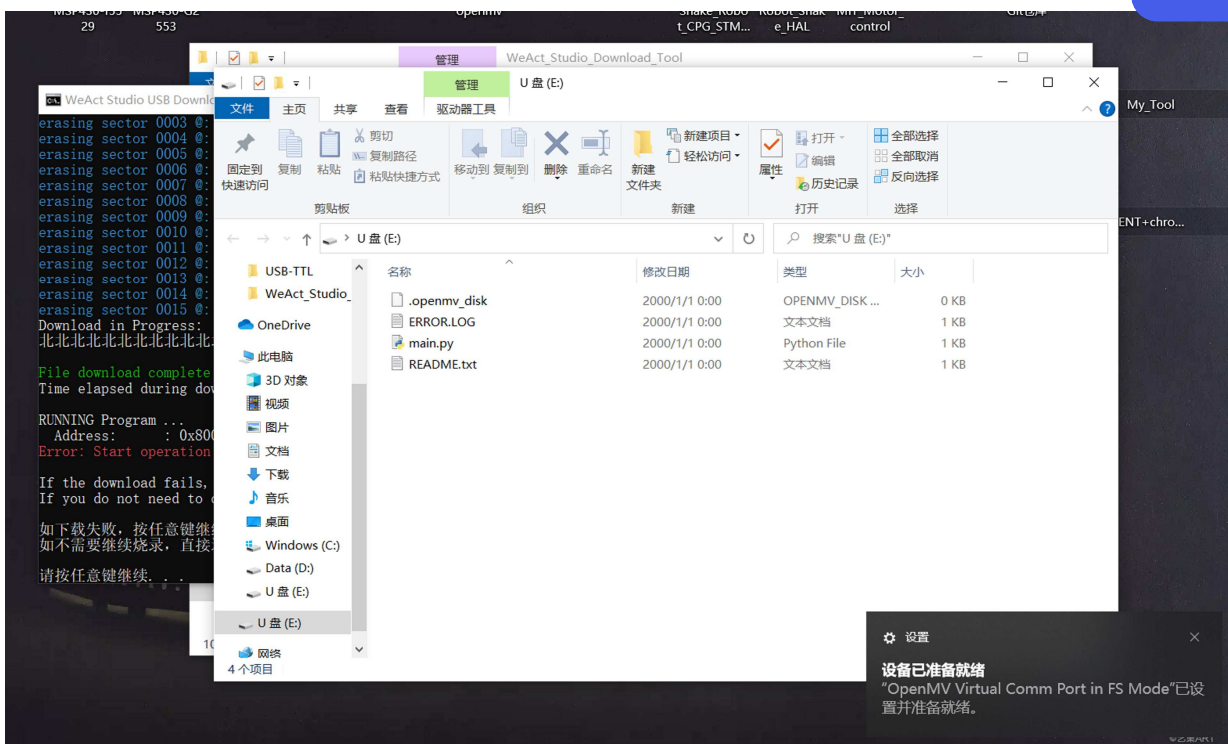 29
553
openmv
t_CPG_STM...
e_HAL
control
管理
WeAct_Studio_Download_Tool
WeAct Studio USB Downlo
erasing sector 0003 @:
erasing sector 0004 @:
erasing sector 0005 @:
erasing sector 0006 @:
erasing sector 0007 @:
erasing sector 0008 @:
erasing sector 0009 @:
erasing sector 0010 @:
erasing sector 0011 @:
erasing sector 0012 @:
erasing sector 0013 @:
erasing sector 0014 @:
erasing sector 0015 @:
Download in Progress:
北北北北北北北北北北北
File download complete
Time elapsed during dow
RUNNING Program ...
Address: : 0x800
Error: Start operation
If the download fails,
If you do not need to
如下载失败，按任意键继
如不需要继续烧录，直接
请按任意键继续. . .
管理
U 盘 (E:)
文件
主页
共享
查看
驱动器工具
固定到
快速访问
复制
粘贴
剪切
复制路径
粘贴快捷方式
剪贴板
移动到
复制到
删除
重命名
组织
新建
文件夹
新建项目
轻松访问
新建
属性
打开
编辑
历史记录
打开
全部选择
全部取消
反向选择
选择
U 盘 (E:)
搜索"U 盘 (E:)"
USB-TTL
WeAct_Studio_
OneDrive
此电脑
3D 对象
视频
图片
文档
下载
音乐
桌面
Windows (C:)
Data (D:)
U 盘 (E:)
U 盘 (E:)
网络
名称 修改日期 类型 大小
.openmv_disk 2000/1/1 0:00 OPENMV_DISK ... 0 KB
ERROR.LOG 2000/1/1 0:00 文本文档 1 KB
main.py 2000/1/1 0:00 Python File 1 KB
README.txt 2000/1/1 0:00 文本文档 1 KB
4 个项目
10
My_Tool
ENT+chro...
设置
设备已准备就绪
"OpenMV Virtual Comm Port in FS Mode"已设
置并准备就绪。